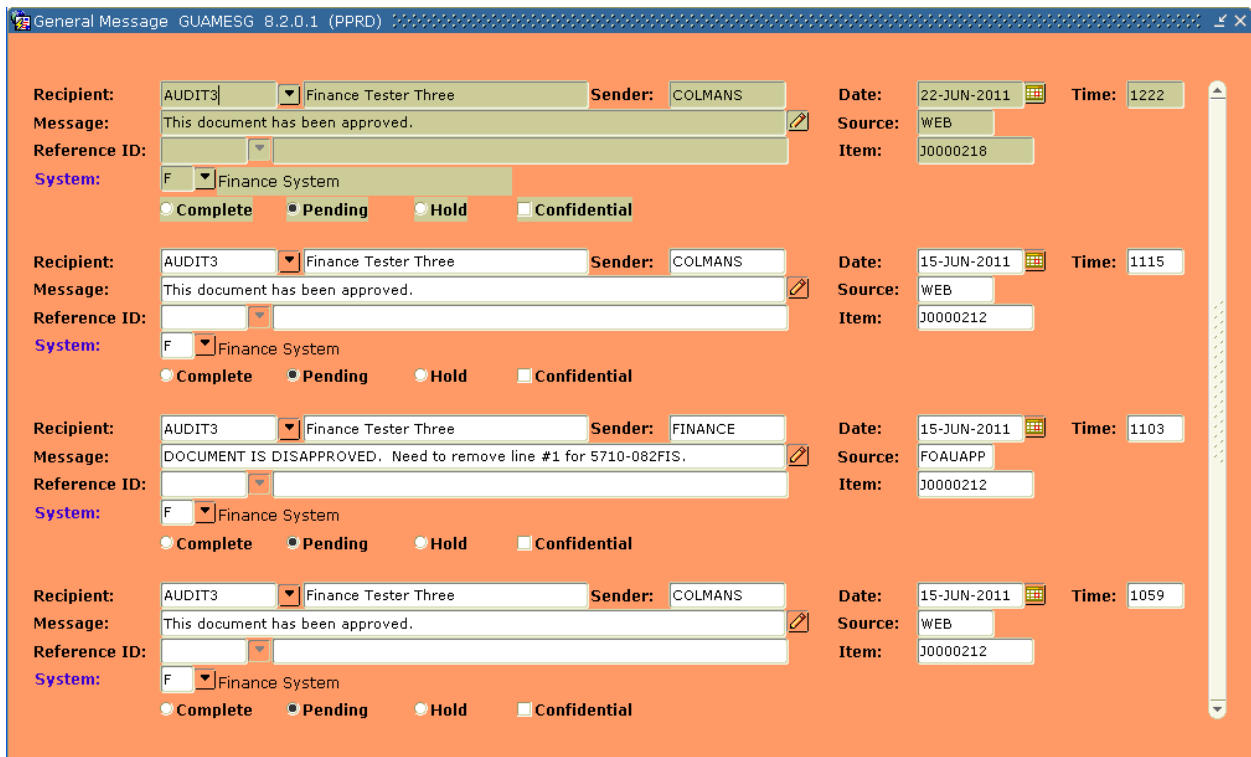 General Message GUAMESG 8.2.0.1 (PPRD)
Recipient: AUDIT3 Finance Tester Three Sender: COLMANS Date: 22-JUN-2011 Time: 1222
Message: This document has been approved. Source: WEB
Reference ID: Item: J0000218
System: F Finance System
Complete Pending Hold Confidential
Recipient: AUDIT3 Finance Tester Three Sender: COLMANS Date: 15-JUN-2011 Time: 1115
Message: This document has been approved. Source: WEB
Reference ID: Item: J0000212
System: F Finance System
Complete Pending Hold Confidential
Recipient: AUDIT3 Finance Tester Three Sender: FINANCE Date: 15-JUN-2011 Time: 1103
Message: DOCUMENT IS DISAPPROVED. Need to remove line #1 for 5710-082FIS. Source: FOAUAPP
Reference ID: Item: J0000212
System: F Finance System
Complete Pending Hold Confidential
Recipient: AUDIT3 Finance Tester Three Sender: COLMANS Date: 15-JUN-2011 Time: 1059
Message: This document has been approved. Source: WEB
Reference ID: Item: J0000212
System: F Finance System
Complete Pending Hold Confidential